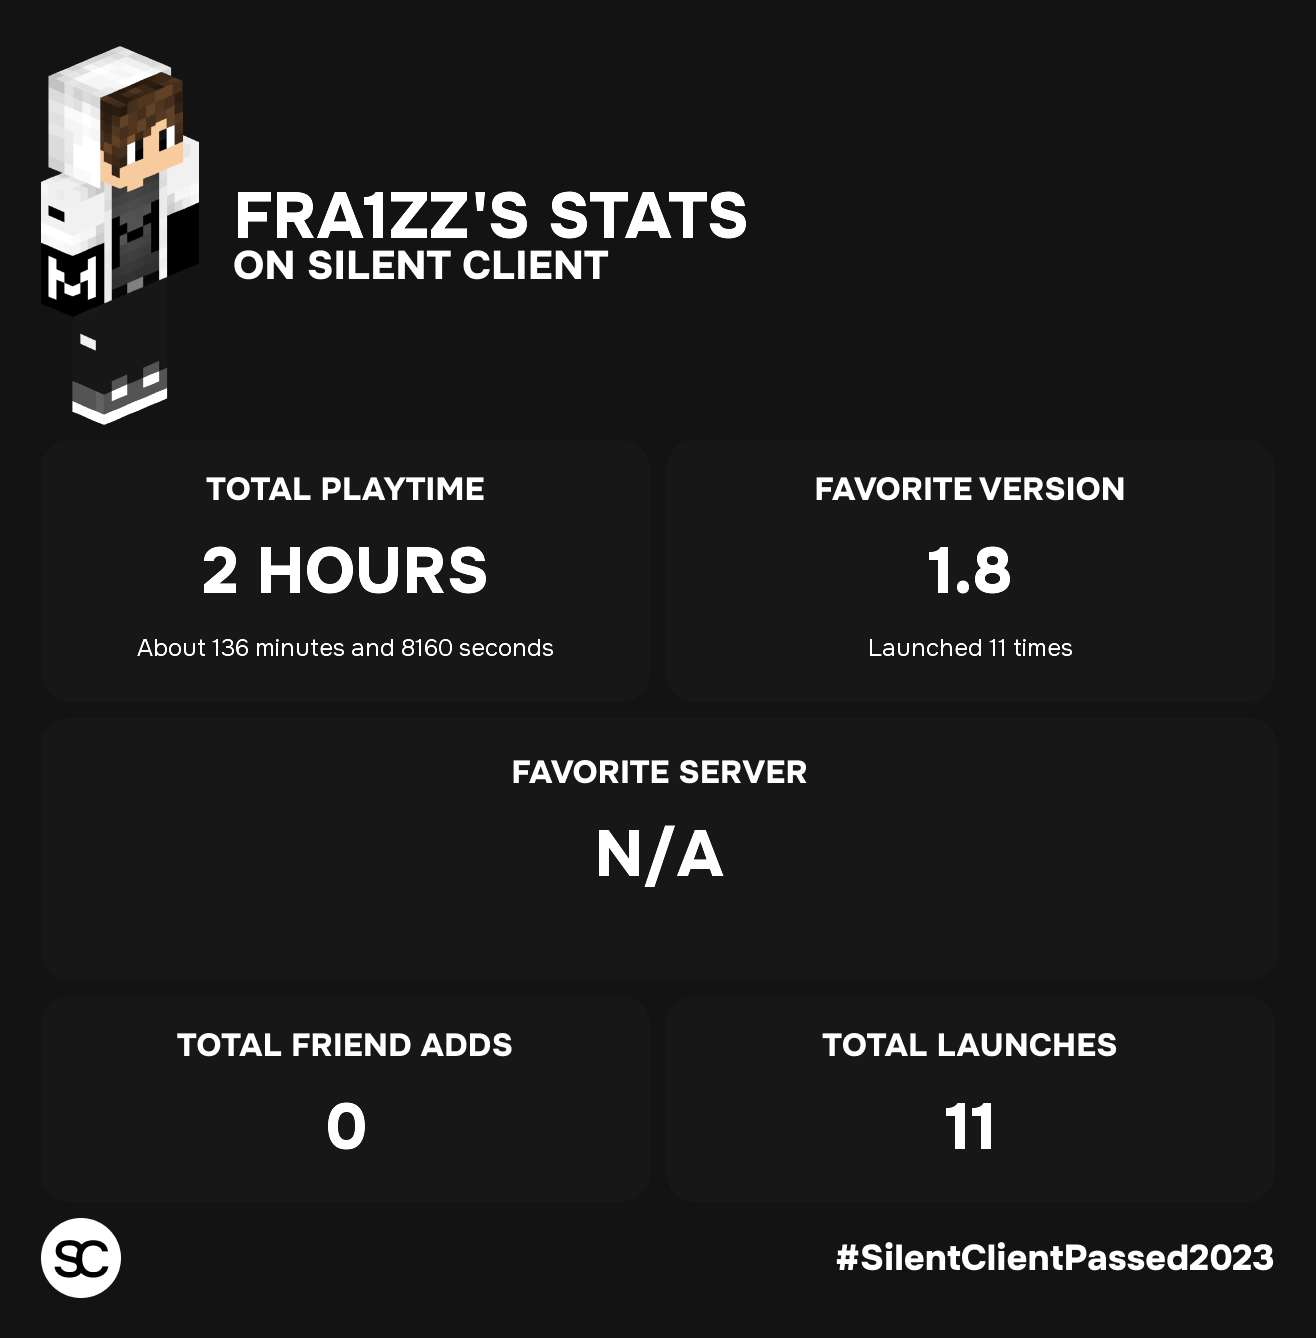 FRA1ZZ'S STATS
ON SILENT CLIENT
TOTAL PLAYTIME
2 HOURS
About 136 minutes and 8160 seconds
FAVORITE VERSION
1.8
Launched 11 times
FAVORITE SERVER
N/A
TOTAL FRIEND ADDS
0
TOTAL LAUNCHES
11
SC
#SilentClientPassed2023